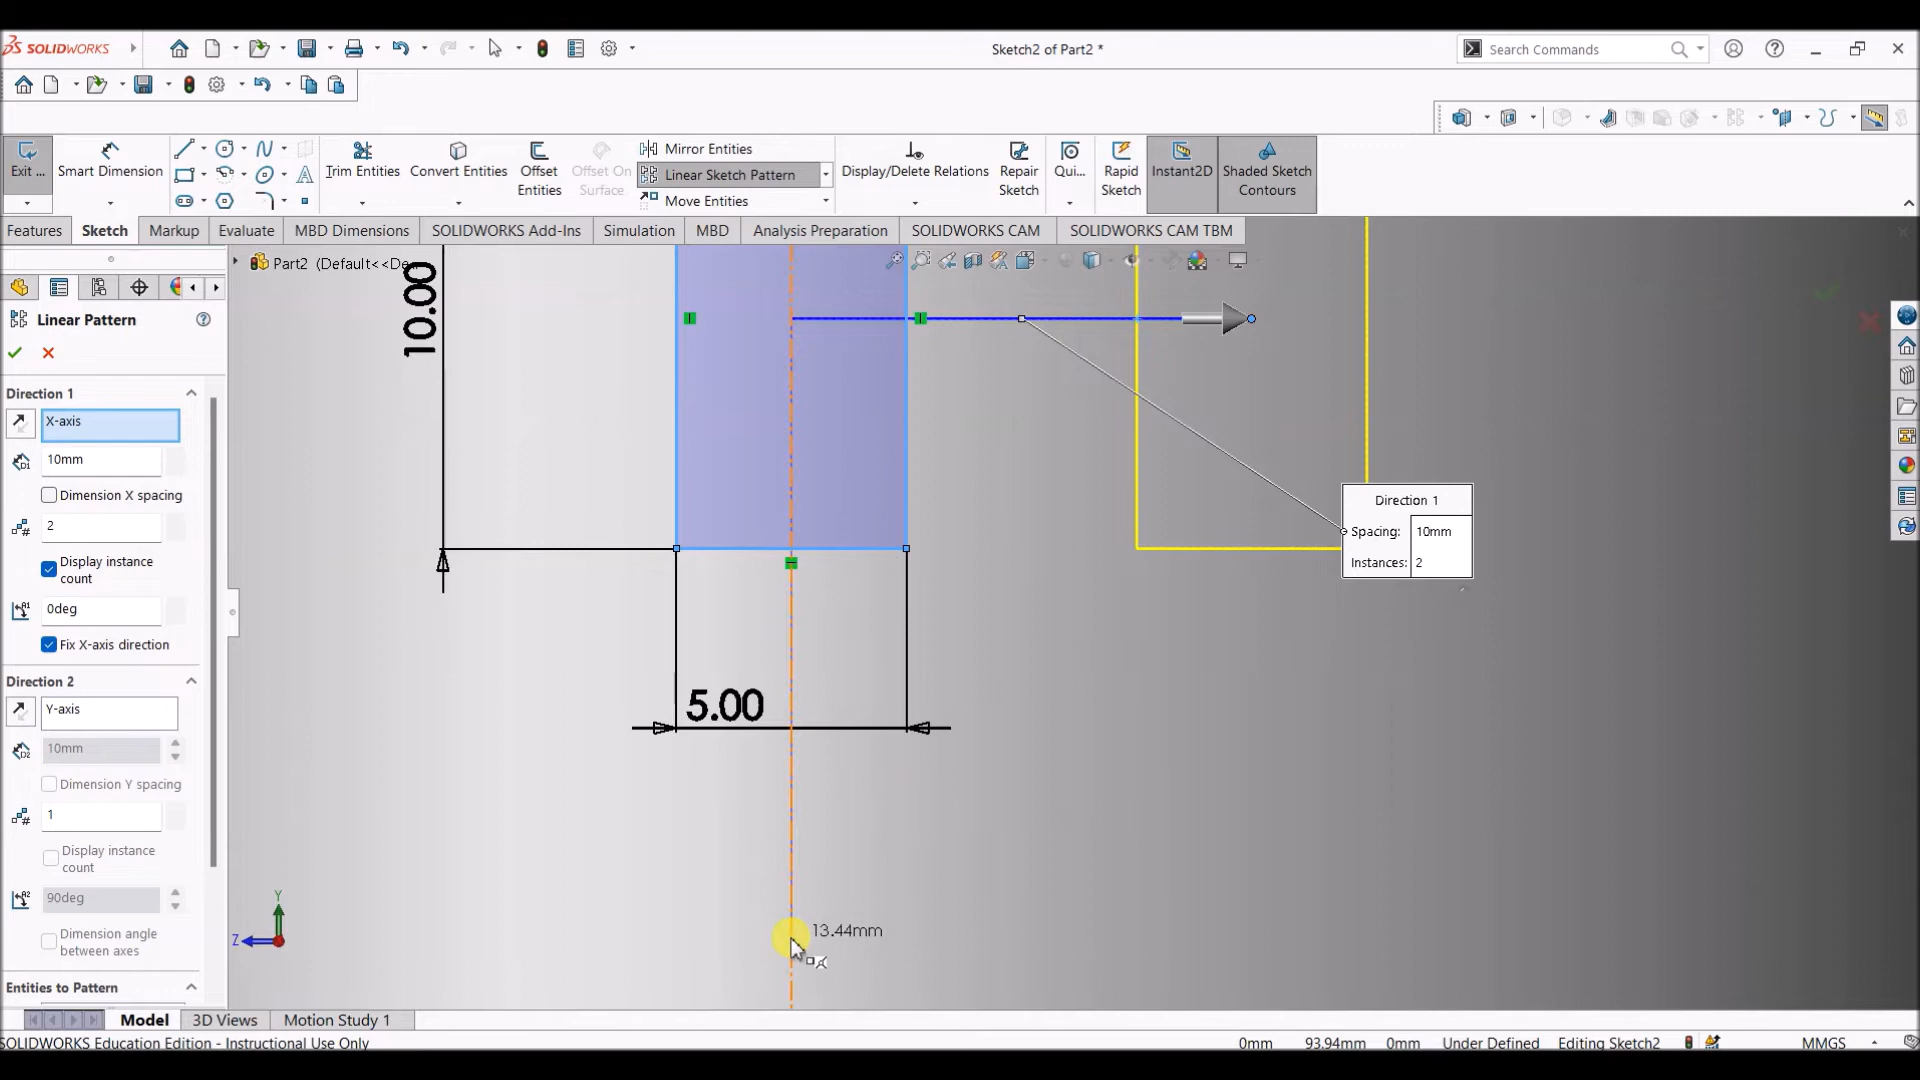 SOLIDWORKS
Sketch2 of Part2 *
Search Commands
Exit ...
Smart Dimension
Trim Entities
Convert Entities
Offset
Entities
Offset On
Surface
Mirror Entities
Linear Sketch Pattern
Move Entities
Display/Delete Relations
Repair
Sketch
Qui...
Rapid
Sketch
Instant2D
Shaded Sketch
Contours
Features
Sketch
Markup
Evaluate
MBD Dimensions
SOLIDWORKS Add-Ins
Simulation
MBD
Analysis Preparation
SOLIDWORKS CAM
SOLIDWORKS CAM TBM
Part2 (Default<<De...
Linear Pattern
Direction 1
X-axis
10mm
Dimension X spacing
2
Display instance
count
0deg
Fix X-axis direction
Direction 2
Y-axis
10mm
Dimension Y spacing
1
Display instance
count
90deg
Dimension angle
between axes
Entities to Pattern
10.00
5.00
Direction 1
Spacing: 10mm
Instances: 2
13.44mm
Y
Z
Model
3D Views
Motion Study 1
SOLIDWORKS Education Edition - Instructional Use Only
0mm
93.94mm
0mm
Under Defined
Editing Sketch2
MMGS